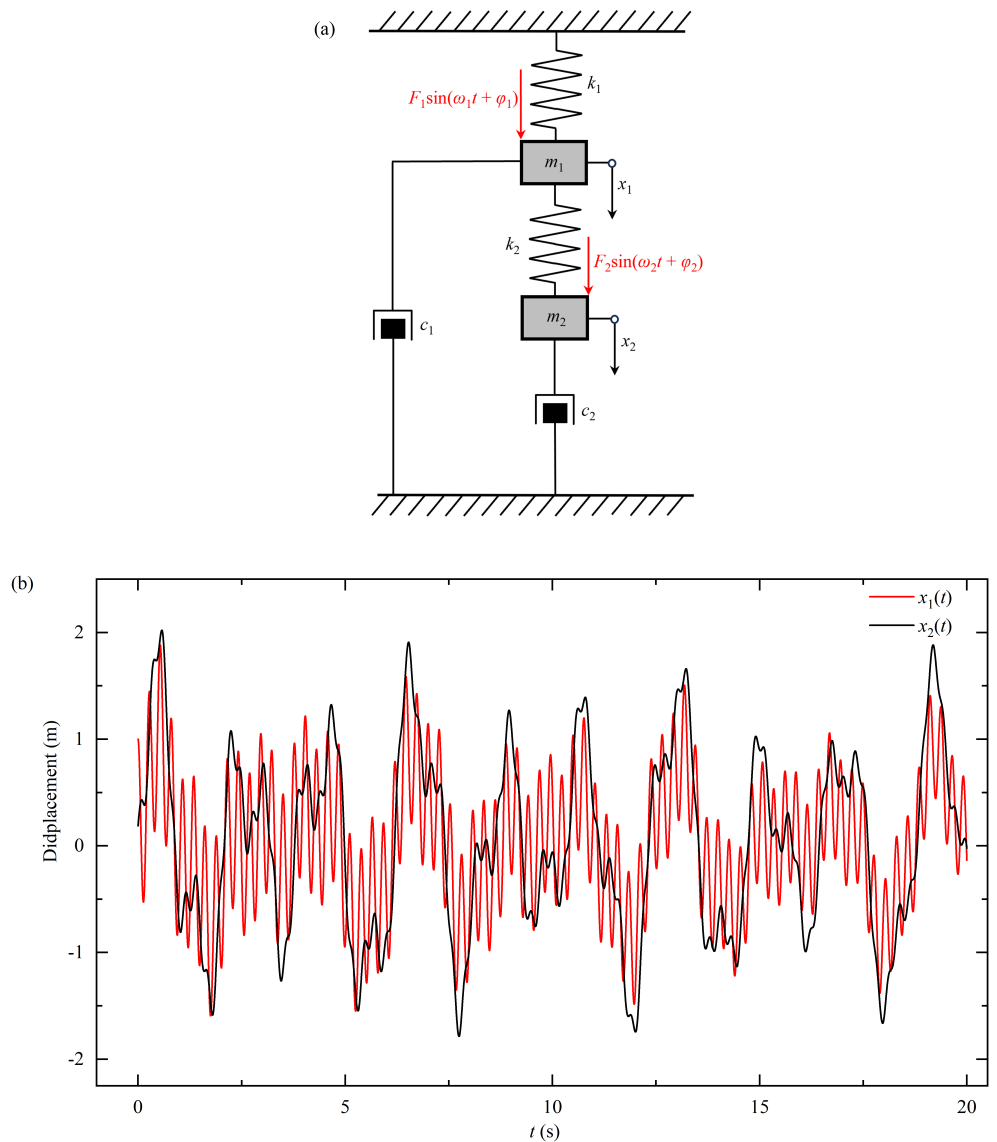 (a)
k1
F1sin(ω1t + φ1)
m1
x1
k2
F2sin(ω2t + φ2)
m2
x2
c1
c2
(b)
x1(t)
x2(t)
Didplacement (m)
2
1
0
-1
-2
0 5 10 15 20
t (s)